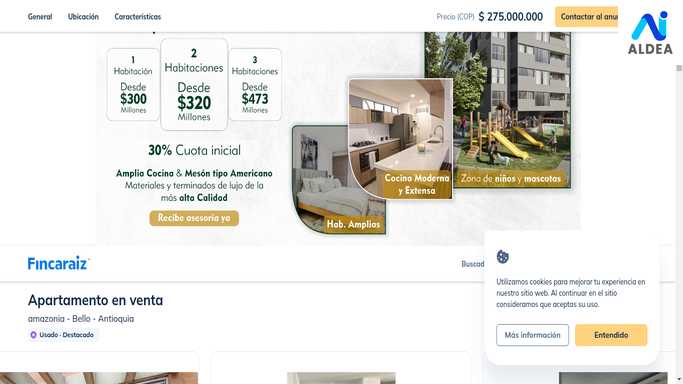 General Ubicación Características Precio (COP) $ 275.000.000 Contactar al anun
ALDEA
1 Habitación Desde $300 Millones
2 Habitaciones Desde $320 Millones
3 Habitaciones Desde $473 Millones
30% Cuota inicial
Amplia Cocina & Mesón tipo Americano
Materiales y terminados de lujo de la
más alta Calidad
Recibe asesoría ya
Hab. Amplias
Cocina Moderna
y Extensa
Zona de niños y mascotas
Fincaraíz
Buscad
Apartamento en venta
amazonia - Bello - Antioquia
Usado - Destacado
Utilizamos cookies para mejorar tu experiencia en
nuestro sitio web. Al continuar en el sitio
consideramos que aceptas su uso.
Más información Entendido